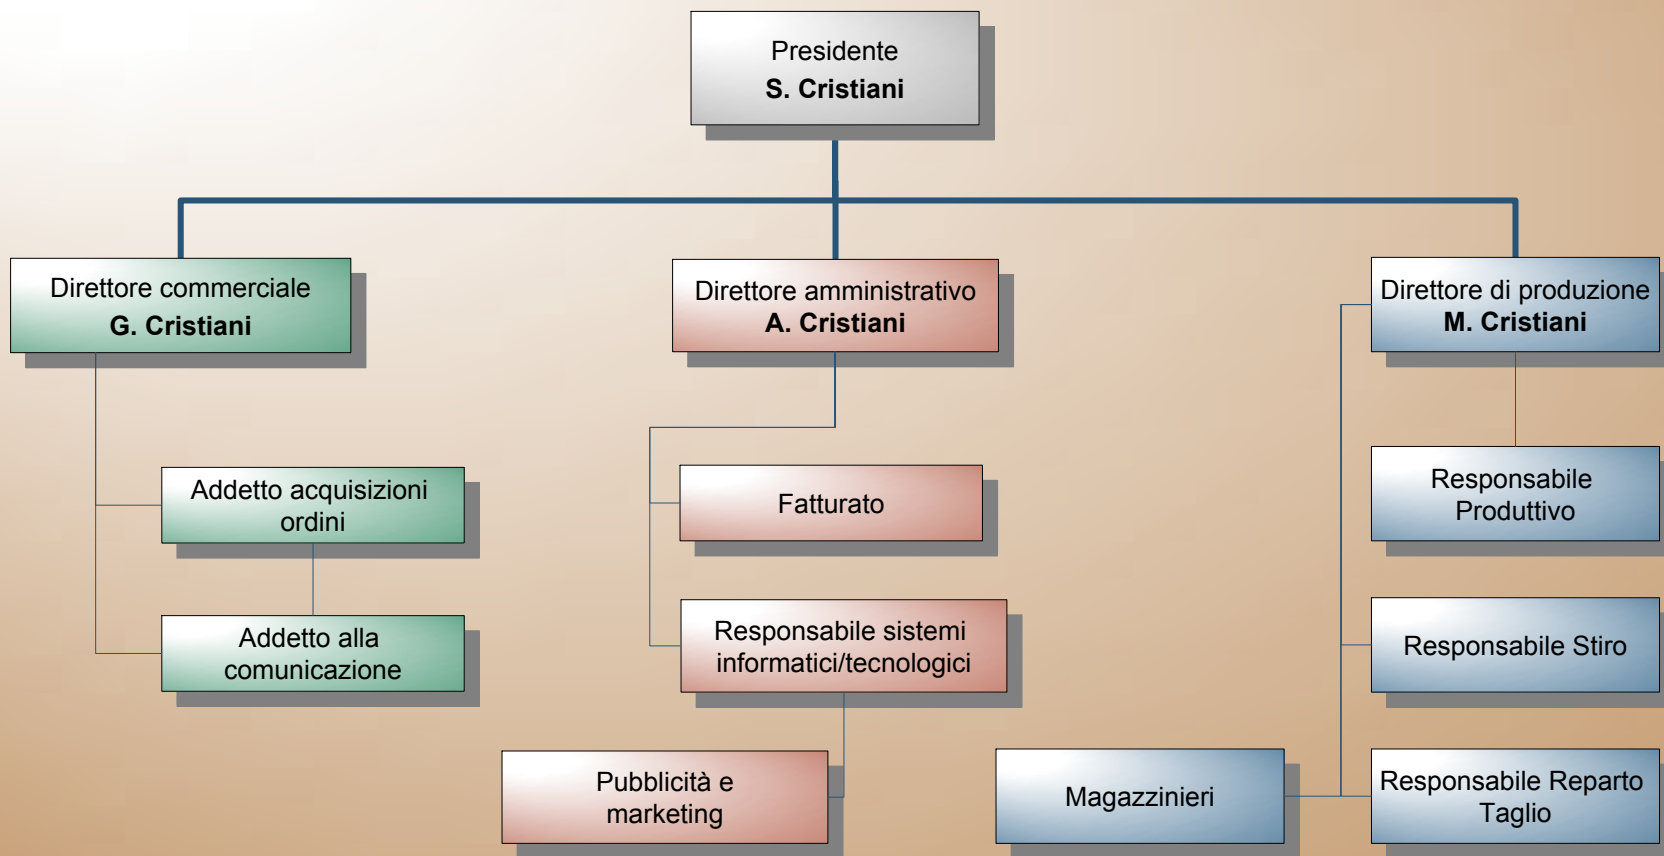 Presidente
S. Cristiani
Direttore commerciale
G. Cristiani
Direttore amministrativo
A. Cristiani
Direttore di produzione
M. Cristiani
Addetto acquisizioni
ordini
Fatturato
Responsabile
Produttivo
Addetto alla
comunicazione
Responsabile sistemi
informatici/tecnologici
Responsabile Stiro
Pubblicità e
marketing
Magazzinieri
Responsabile Reparto
Taglio